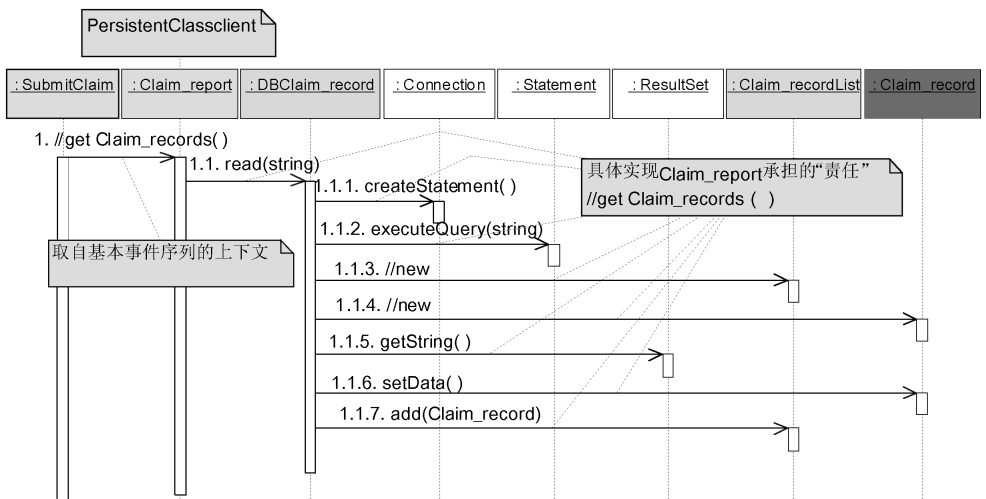 PersistentClassclient
: SubmitClaim
: Claim_report
: DBClaim_record
: Connection
: Statement
: ResultSet
: Claim_recordList
: Claim_record
1. //get Claim_records( )
1.1. read(string)
具体实现Claim_report承担的“责任”
//get Claim_records（ ）
1.1.1. createStatement( )
1.1.2. executeQuery(string)
取自基本事件序列的上下文
1.1.3. //new
1.1.4. //new
1.1.5. getString( )
1.1.6. setData( )
1.1.7. add(Claim_record)